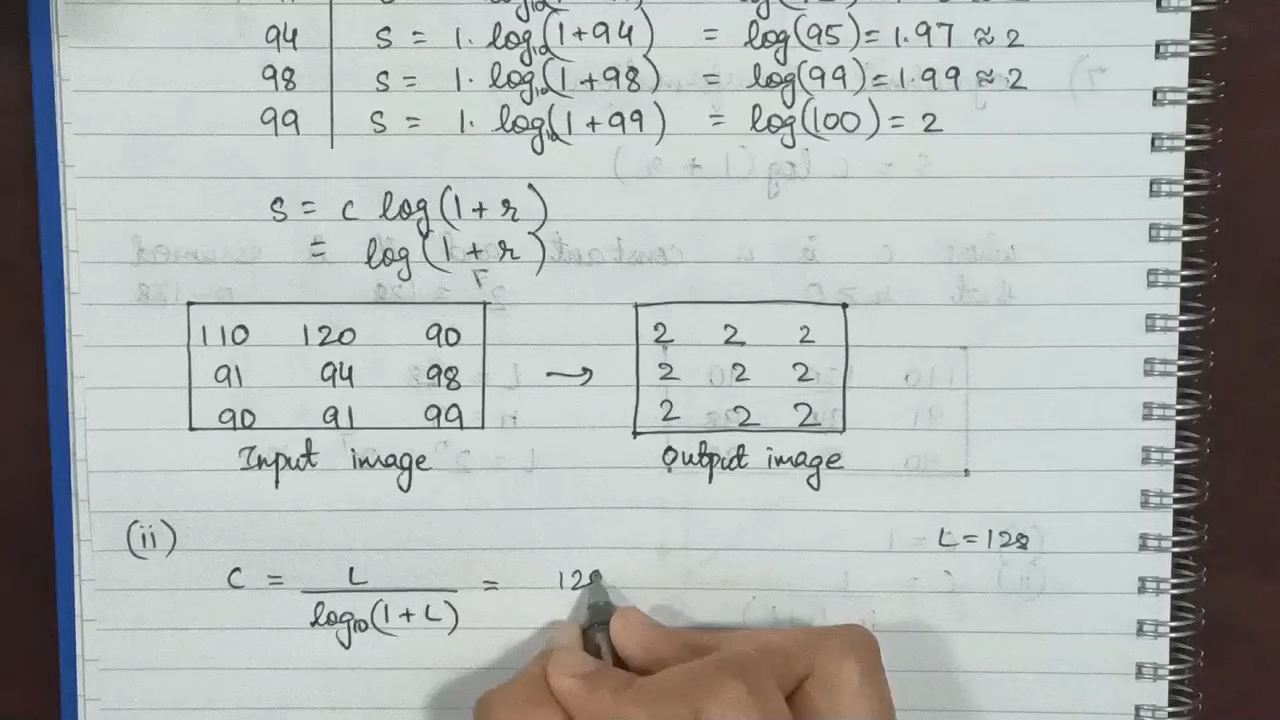 94 s = 1. log10(1+94) = log(95) = 1.97 ≈ 2
98 s = 1. log10(1+98) = log(99) = 1.99 ≈ 2
99 s = 1. log10(1+99) = log(100) = 2
s = c log(1+r)
= log(1+r)
110 120 90
91 94 98
90 91 99
Input image
→
2 2 2
2 2 2
2 2 2
Output image
(ii) L=128
C = L / log10(1+L) = 128